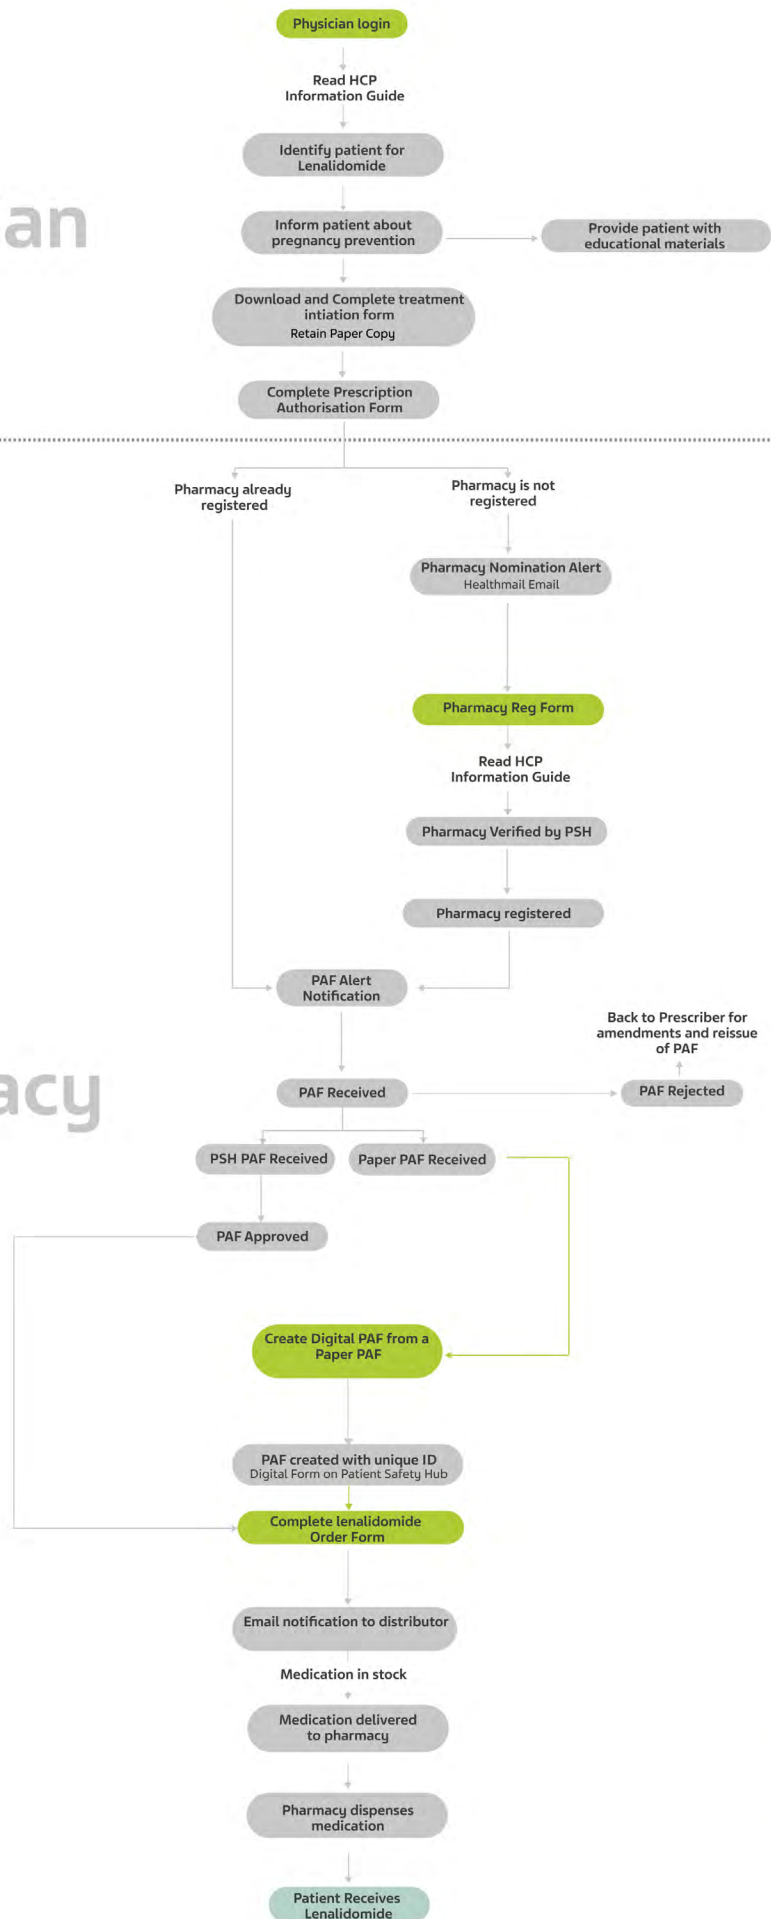 Physician login
Read HCP
Information Guide
Identify patient for
Lenalidomide
an
Inform patient about
pregnancy prevention
Provide patient with
educational materials
Download and Complete treatment
intiation form
Retain Paper Copy
Complete Prescription
Authorisation Form
Pharmacy already
registered
Pharmacy is not
registered
Pharmacy Nomination Alert
Healthmail Email
Pharmacy Reg Form
Read HCP
Information Guide
Pharmacy Verified by PSH
Pharmacy registered
PAF Alert
Notification
Back to Prescriber for
amendments and reissue
of PAF
acy
PAF Received
PAF Rejected
PSH PAF Received
Paper PAF Received
PAF Approved
Create Digital PAF from a
Paper PAF
PAF created with unique ID
Digital Form on Patient Safety Hub
Complete lenalidomide
Order Form
Email notification to distributor
Medication in stock
Medication delivered
to pharmacy
Pharmacy dispenses
medication
Patient Receives
Lenalidomide